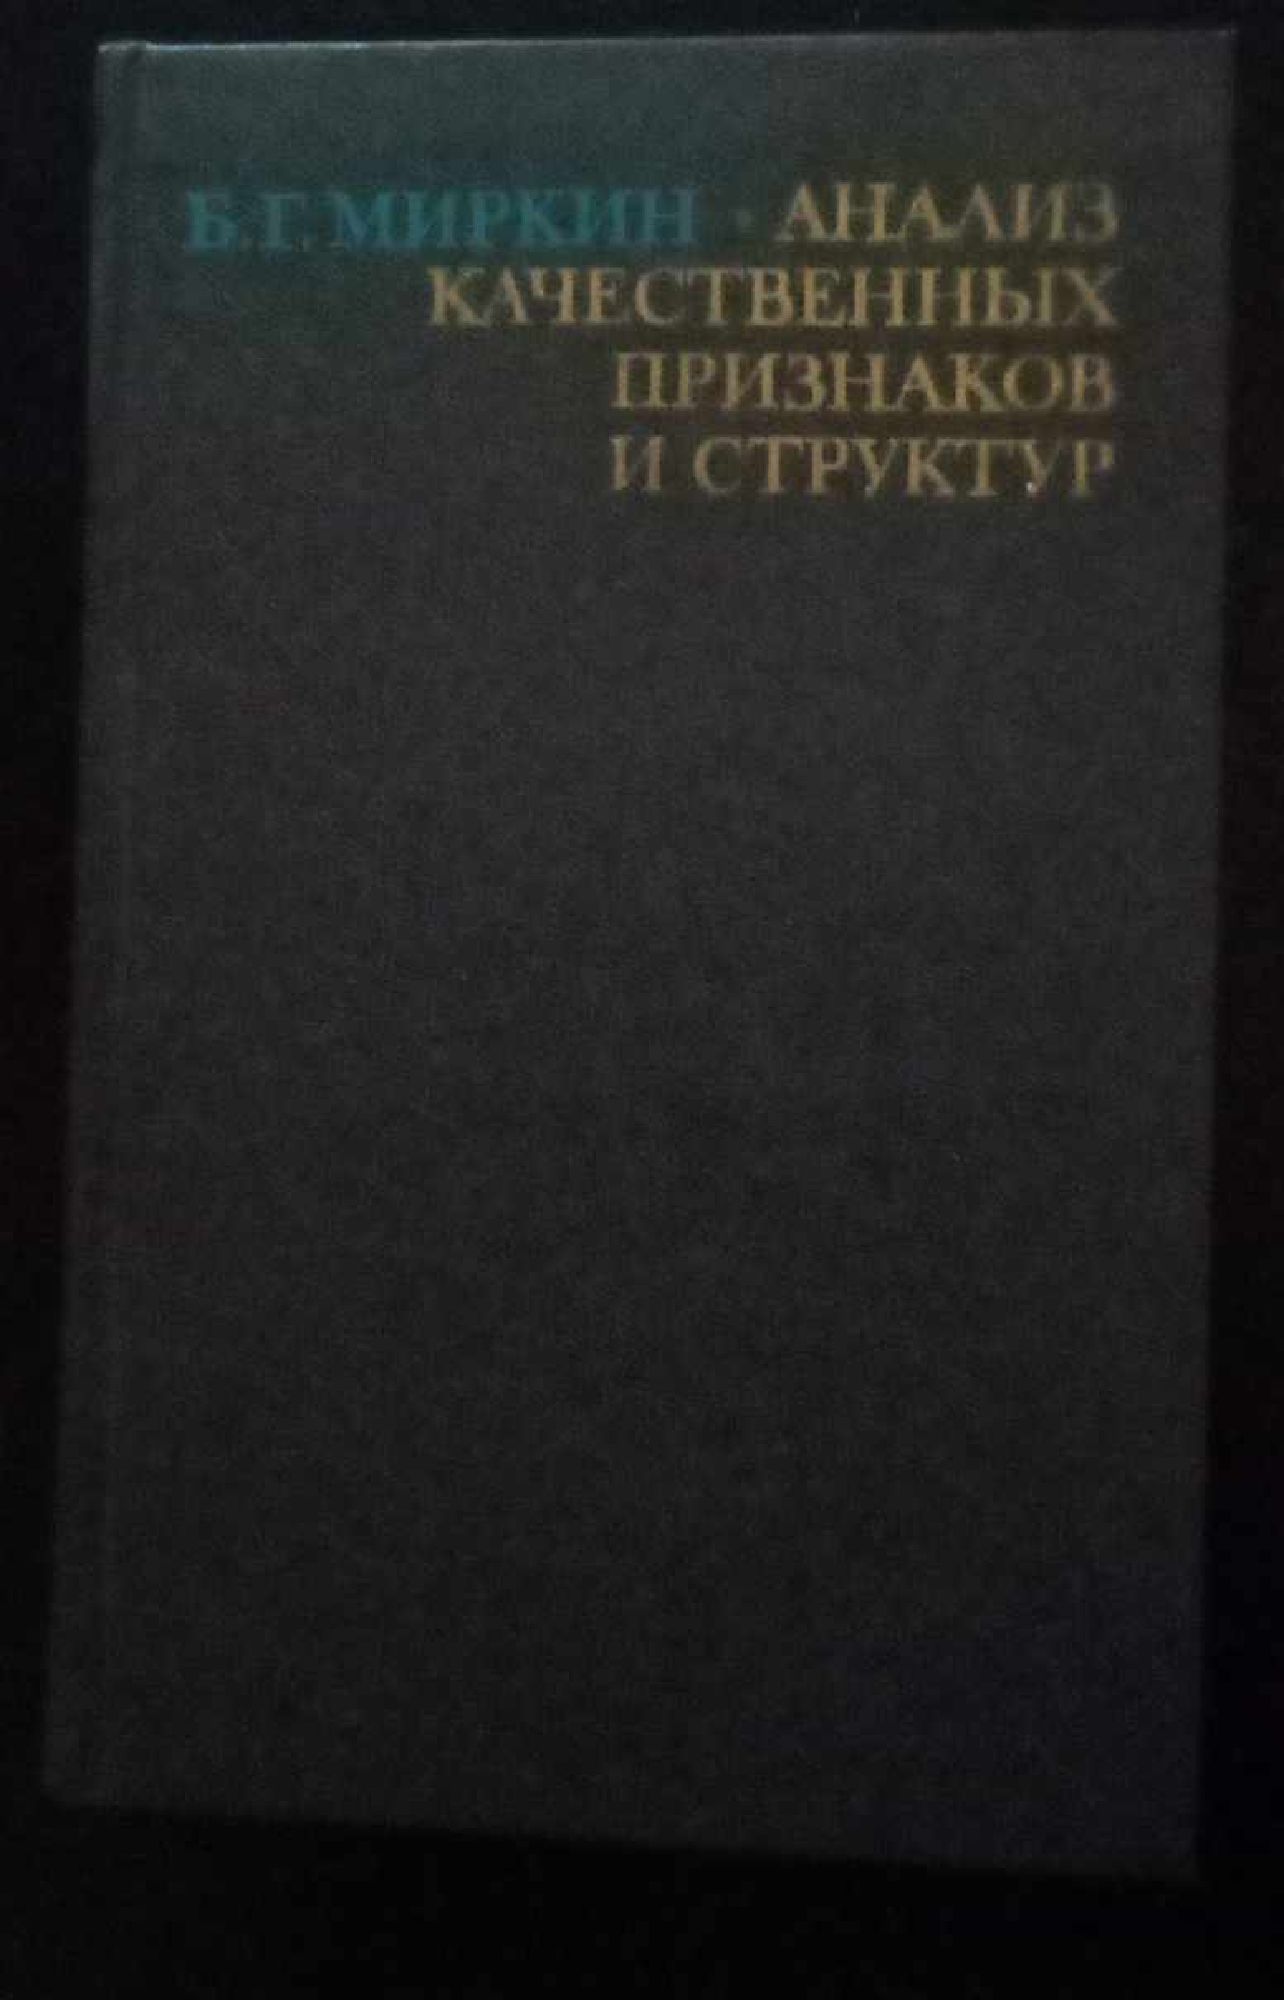 Б.Г. МИРКИН · АНАЛИЗ
КАЧЕСТВЕННЫХ
ПРИЗНАКОВ
И СТРУКТУР